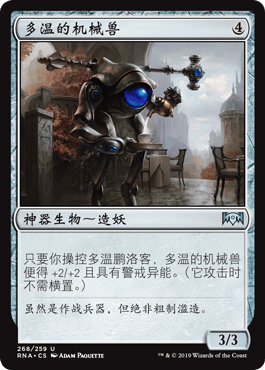 多温的机械兽
4
神器生物～造妖
只要你操控多温鹏洛客，多温的机械兽
便得 +2/+2 且具有警戒异能。（它攻击时
不需横置。）
虽然是作战兵器，但绝非粗制滥造。
3/3
268/259 U
RNA • CS ADAM PAQUETTE
™ & © 2019 Wizards of the Coast